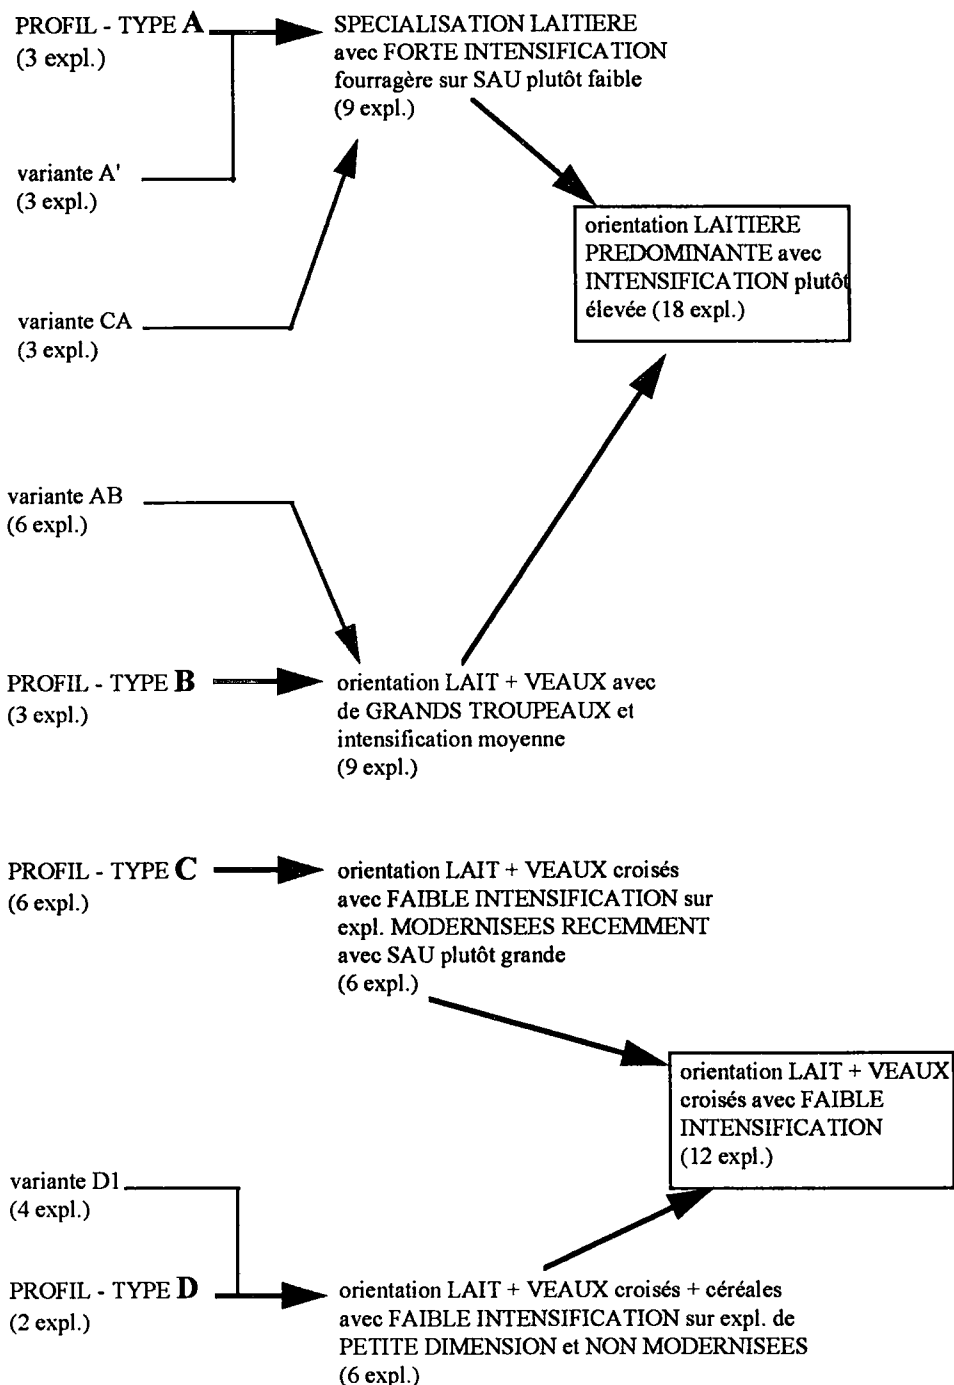 PROFIL - TYPE A
(3 expl.)
SPECIALISATION LAITIERE
avec FORTE INTENSIFICATION
fourragère sur SAU plutôt faible
(9 expl.)
variante A'
(3 expl.)
orientation LAITIERE
PREDOMINANTE avec
INTENSIFICATION plutôt
élevée (18 expl.)
variante CA
(3 expl.)
variante AB
(6 expl.)
PROFIL - TYPE B
(3 expl.)
orientation LAIT + VEAUX avec
de GRANDS TROUPEAUX et
intensification moyenne
(9 expl.)
PROFIL - TYPE C
(6 expl.)
orientation LAIT + VEAUX croisés
avec FAIBLE INTENSIFICATION sur
expl. MODERNISEES RECEMMENT
avec SAU plutôt grande
(6 expl.)
orientation LAIT + VEAUX
croisés avec FAIBLE
INTENSIFICATION
(12 expl.)
variante D1
(4 expl.)
PROFIL - TYPE D
(2 expl.)
orientation LAIT + VEAUX croisés + céréales
avec FAIBLE INTENSIFICATION sur expl. de
PETITE DIMENSION et NON MODERNISEES
(6 expl.)